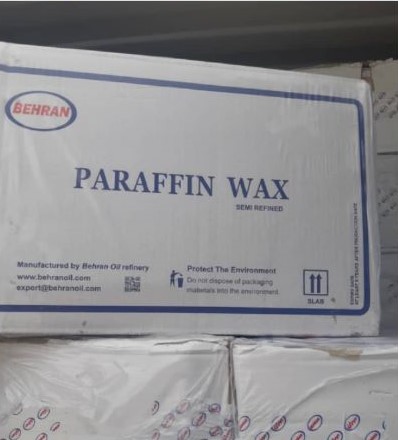 BEHRAN
PARAFFIN WAX
SEMI REFINED
Manufactured by Behran Oil refinery
www.behranoil.com
export@behranoil.com
Protect The Environment
Do not dispose of packaging
materials into the environment.
SLAB